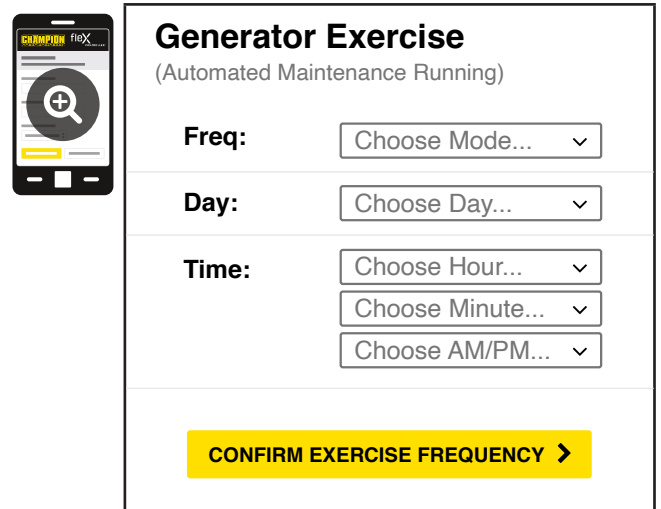 CHAMPION fleX
Generator Exercise
(Automated Maintenance Running)
Freq: Choose Mode...
Day: Choose Day...
Time: Choose Hour...
Choose Minute...
Choose AM/PM...
CONFIRM EXERCISE FREQUENCY